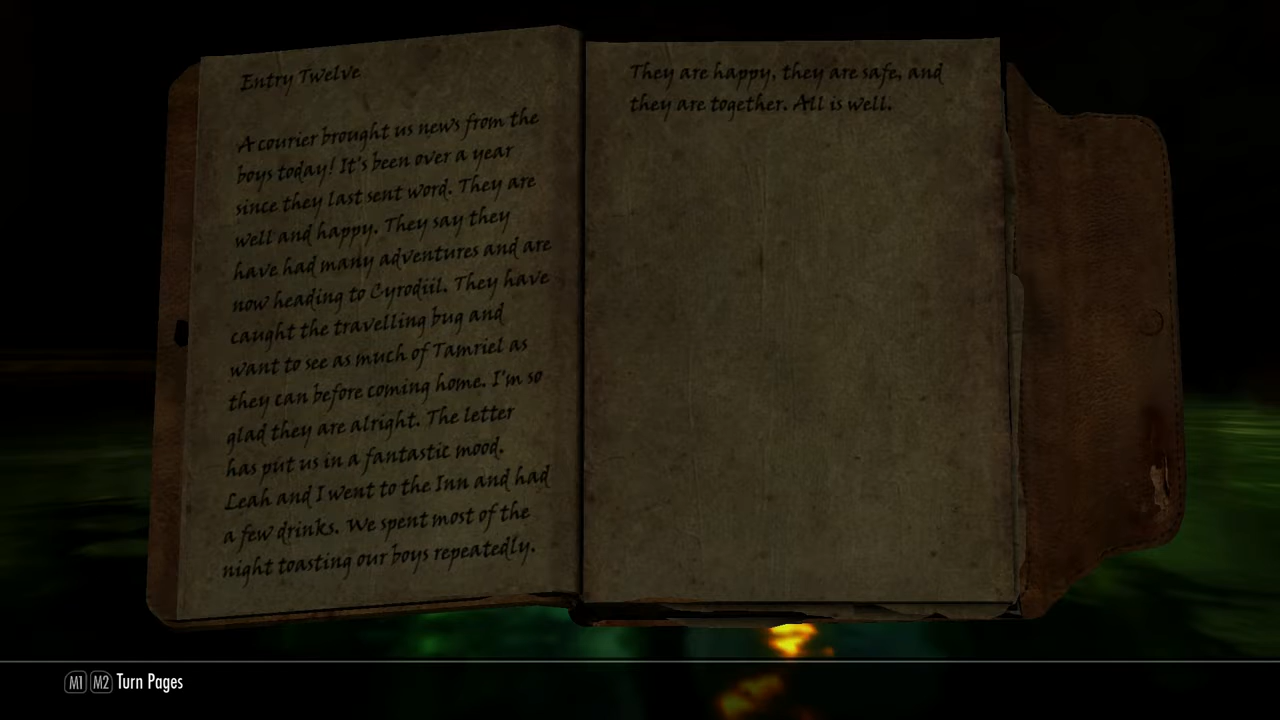 Entry Twelve
A courier brought us news from the
boys today! It's been over a year
since they last sent word. They are
well and happy. They say they
have had many adventures and are
now heading to Cyrodiil. They have
caught the travelling bug and
want to see as much of Tamriel as
they can before coming home. I'm so
glad they are alright. The letter
has put us in a fantastic mood.
Leah and I went to the Inn and had
a few drinks. We spent most of the
night toasting our boys repeatedly.
They are happy, they are safe, and
they are together. All is well.
M1 M2 Turn Pages